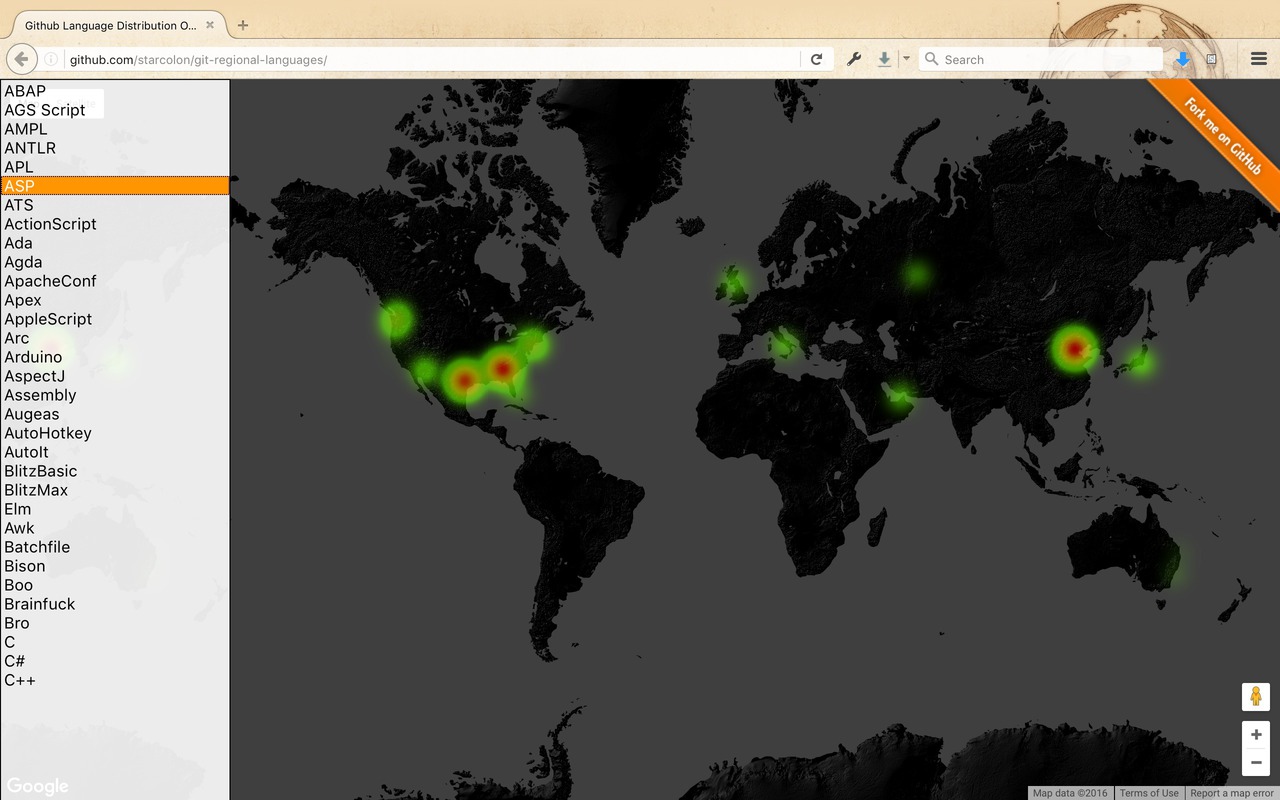 Github Language Distribution O...
github.com/starcolon/git-regional-languages/
Search
ABAP
AGS Script
AMPL
ANTLR
APL
ASP
ATS
ActionScript
Ada
Agda
ApacheConf
Apex
AppleScript
Arc
Arduino
AspectJ
Assembly
Augeas
AutoHotkey
AutoIt
BlitzBasic
BlitzMax
Elm
Awk
Batchfile
Bison
Boo
Brainfuck
Bro
C
C#
C++
Fork me on GitHub
Google
Map data ©2016
Terms of Use
Report a map error